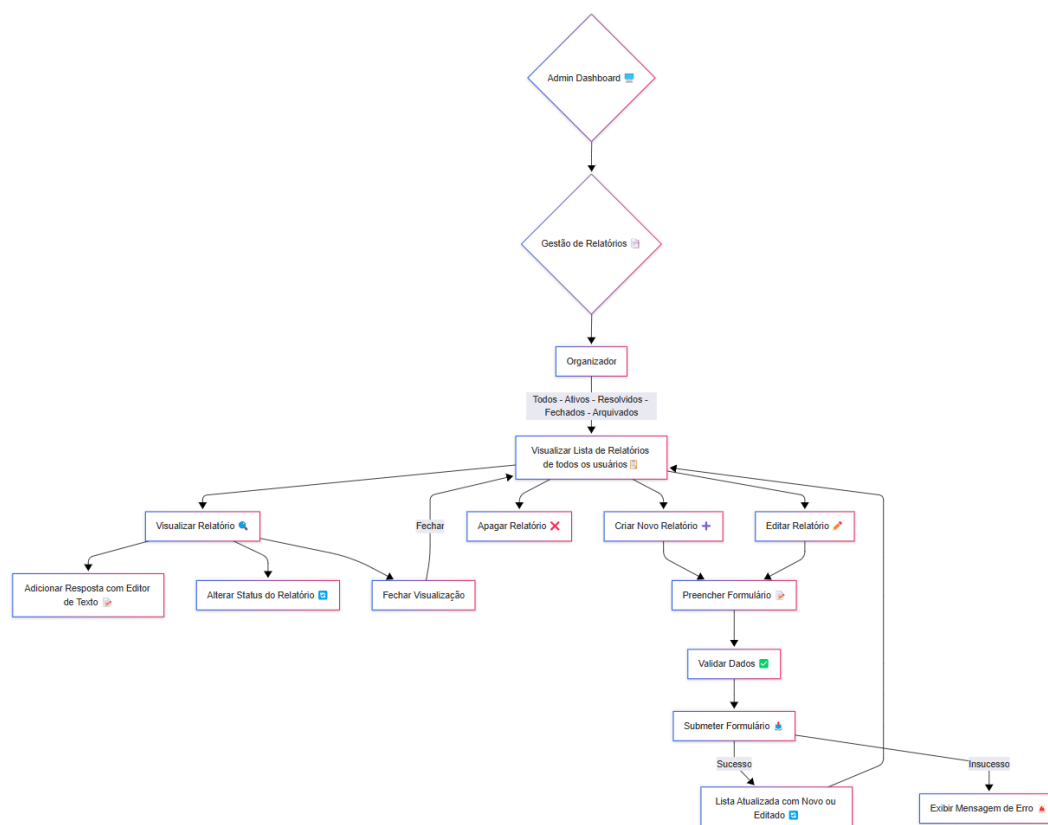 Admin Dashboard 🖥️
Gestão de Relatórios 📑
Organizador
Todos - Ativos - Resolvidos -
Fechados - Arquivados
Visualizar Lista de Relatórios
de todos os usuários 📋
Visualizar Relatório 🔍
Fechar
Apagar Relatório ❌
Criar Novo Relatório ➕
Editar Relatório ✏️
Adicionar Resposta com Editor
de Texto 📝
Alterar Status do Relatório 🔄
Fechar Visualização
Preencher Formulário 📝
Validar Dados ✅
Submeter Formulário 📤
Sucesso
Insucesso
Lista Atualizada com Novo ou
Editado 🔄
Exibir Mensagem de Erro 🔥